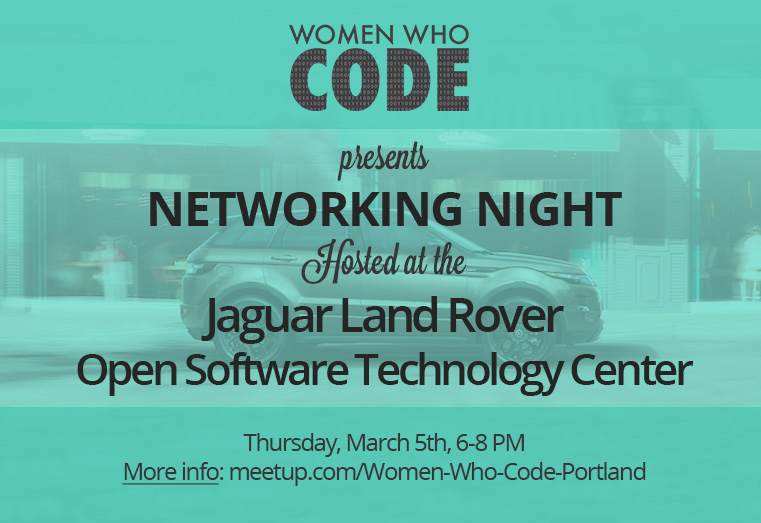 WOMEN WHO
CODE
presents
NETWORKING NIGHT
Hosted at the
Jaguar Land Rover
Open Software Technology Center
Thursday, March 5th, 6-8 PM
More info: meetup.com/Women-Who-Code-Portland